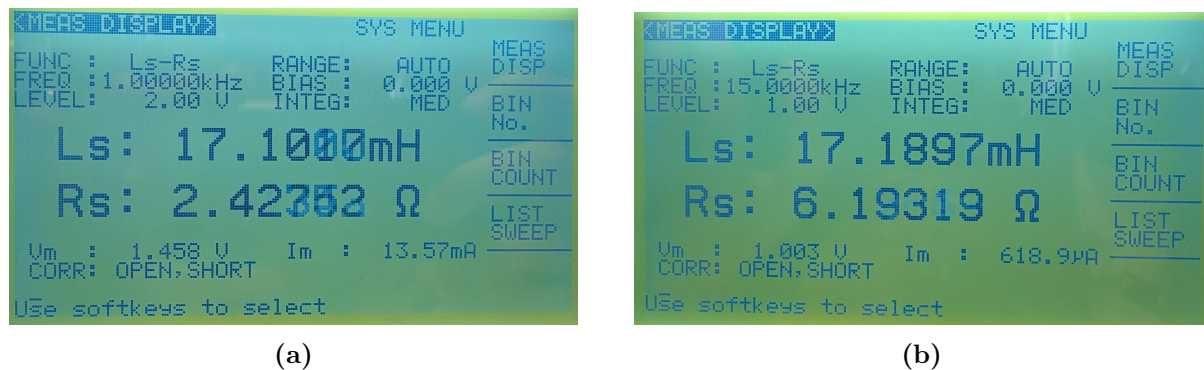 <MEAS DISPLAY> SYS MENU
FUNC : Ls-Rs RANGE: AUTO
FREQ :1.00000kHz BIAS : 0.000 V
LEVEL: 2.00 V INTEG: MED
MEAS
DISP
BIN
No.
BIN
COUNT
LIST
SWEEP
Ls: 17.10mH
Rs: 2.42 Ω
Vm : 1.458 V Im : 13.57mA
CORR: OPEN,SHORT
Use softkeys to select
(a)
<MEAS DISPLAY> SYS MENU
FUNC : Ls-Rs RANGE: AUTO
FREQ :15.0000kHz BIAS : 0.000 V
LEVEL: 1.00 V INTEG: MED
MEAS
DISP
BIN
No.
BIN
COUNT
LIST
SWEEP
Ls: 17.1897mH
Rs: 6.19319 Ω
Vm : 1.003 V Im : 618.9µA
CORR: OPEN,SHORT
Use softkeys to select
(b)